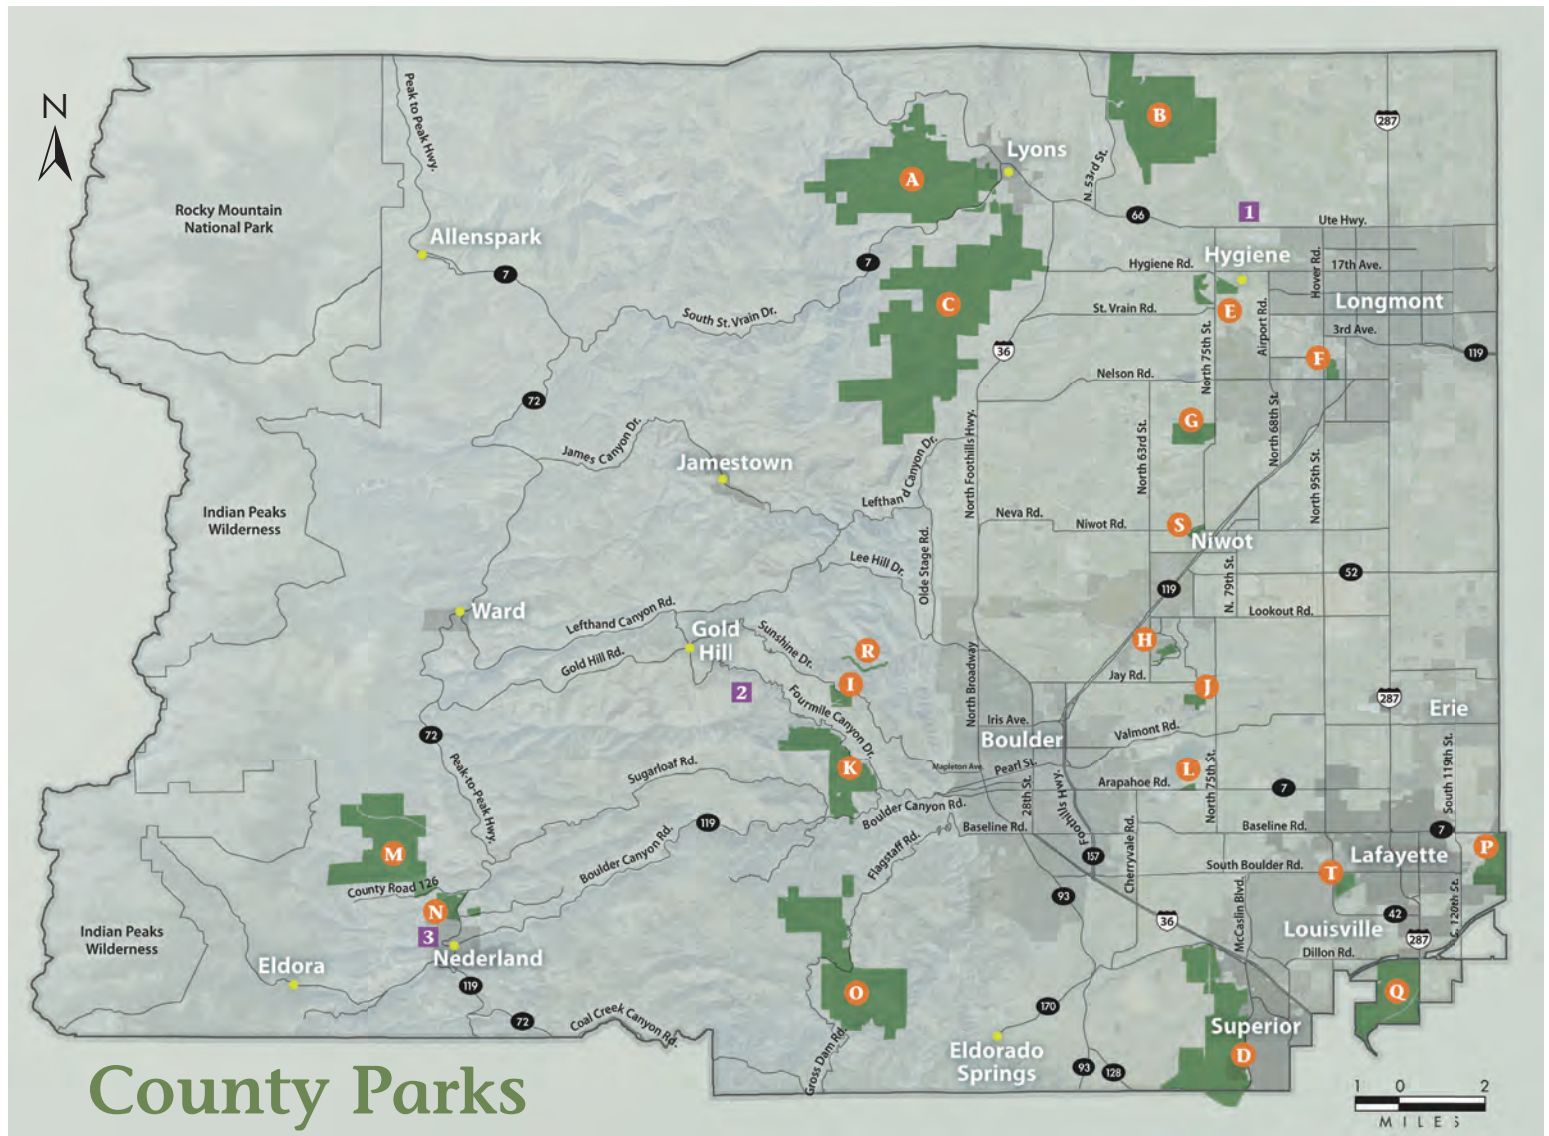 N
Peak to Peak Hwy.
287
B
Lyons
A
N. 53rd St.
Rocky Mountain
National Park
66
1
Ute Hwy.
Allenspark
7
7
Hygiene
Hygiene Rd.
Hover Rd.
17th Ave.
C
Longmont
South St. Vrain Dr.
St. Vrain Rd.
E
Airport Rd.
3rd Ave.
36
North 75th St.
F
119
Nelson Rd.
72
G
North Foothills Hwy.
North 63rd St.
North 68th St.
James Canyon Dr.
Jamestown
Lefthand Canyon Dr.
North 95th St.
Indian Peaks
Wilderness
Neva Rd.
Niwot Rd.
S
Niwot
Lee Hill Dr.
Olde Stage Rd.
52
119
N. 79th St.
Ward
Lefthand Canyon Rd.
Lookout Rd.
Gold
Hill
Sunshine Dr.
R
H
Gold Hill Rd.
I
Jay Rd.
J
2
North Broadway
Fourmile Canyon Dr.
287
Erie
Iris Ave.
72
Boulder
Valmont Rd.
Mapleton Ave.
Pearl St.
Peak-to-Peak Hwy.
Sugarloaf Rd.
K
L
28th St.
Foothills Hwy.
Arapahoe Rd.
North 75th St.
7
South 119th St.
Boulder Canyon Rd.
119
Baseline Rd.
Baseline Rd.
7
M
Boulder Canyon Rd.
Flagstaff Rd.
157
Cherryvale Rd.
South Boulder Rd.
Lafayette
P
T
County Road 126
93
McCaslin Blvd.
S. 120th St.
N
36
42
Indian Peaks
Wilderness
3
Louisville
287
Nederland
Dillon Rd.
Eldora
119
O
Q
170
72
Coal Creek Canyon Rd.
Superior
Gross Dam Rd.
Eldorado
Springs
D
93
128
County Parks
1 0 2
MILES